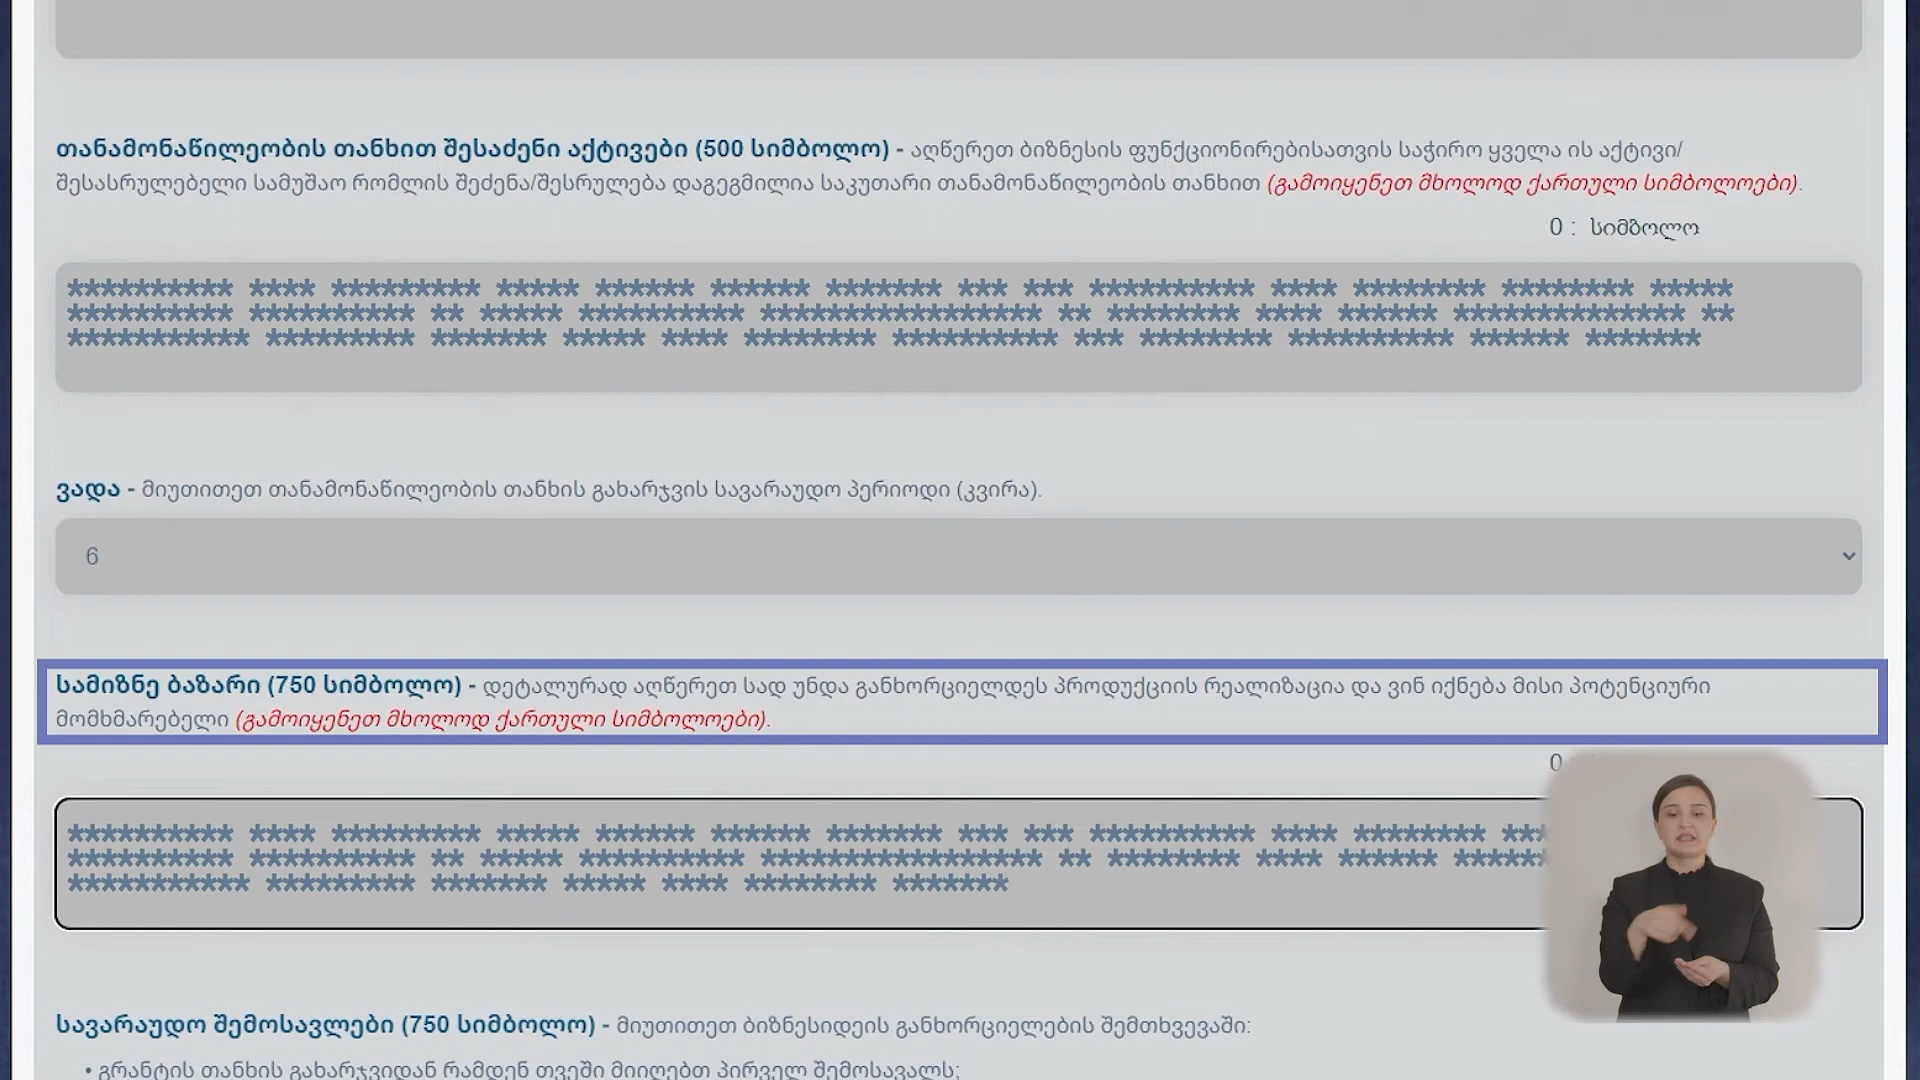 თანამონაწილეობის თანხით შესაძენი აქტივები (500 სიმბოლო) - აღწერეთ ბიზნესის ფუნქციონირებისათვის საჭირო ყველა ის აქტივი/
შესასრულებელი სამუშაო რომლის შეძენა/შესრულება დაგეგმილია საკუთარი თანამონაწილეობის თანხით (გამოიყენეთ მხოლოდ ქართული სიმბოლოები).
0 : სიმბოლო
********** **** ********* ***** ****** ****** ******* *** *** ********** **** ******** ******** *****
********** ********** ** ***** ********** ***************** ** ******** **** ****** ************** **
*********** ********* ******* ***** **** ******** ********** *** ******** ********** ****** *******
ვადა - მიუთითეთ თანამონაწილეობის თანხის გახარჯვის სავარაუდო პერიოდი (კვირა).
6
სამიზნე ბაზარი (750 სიმბოლო) - დეტალურად აღწერეთ სად უნდა განხორციელდეს პროდუქციის რეალიზაცია და ვინ იქნება მისი პოტენციური
მომხმარებელი (გამოიყენეთ მხოლოდ ქართული სიმბოლოები).
0
********** **** ********* ***** ****** ****** ******* *** *** ********** **** ******** ***
********** ********** ** ***** ********** ***************** ** ******** **** ****** ******
*********** ********* ******* ***** **** ******** *******
სავარაუდო შემოსავლები (750 სიმბოლო) - მიუთითეთ ბიზნესიდეის განხორციელების შემთხვევაში:
• გრანტის თანხის გახარჯვიდან რამდენ თვეში მიიღებთ პირველ შემოსავალს;